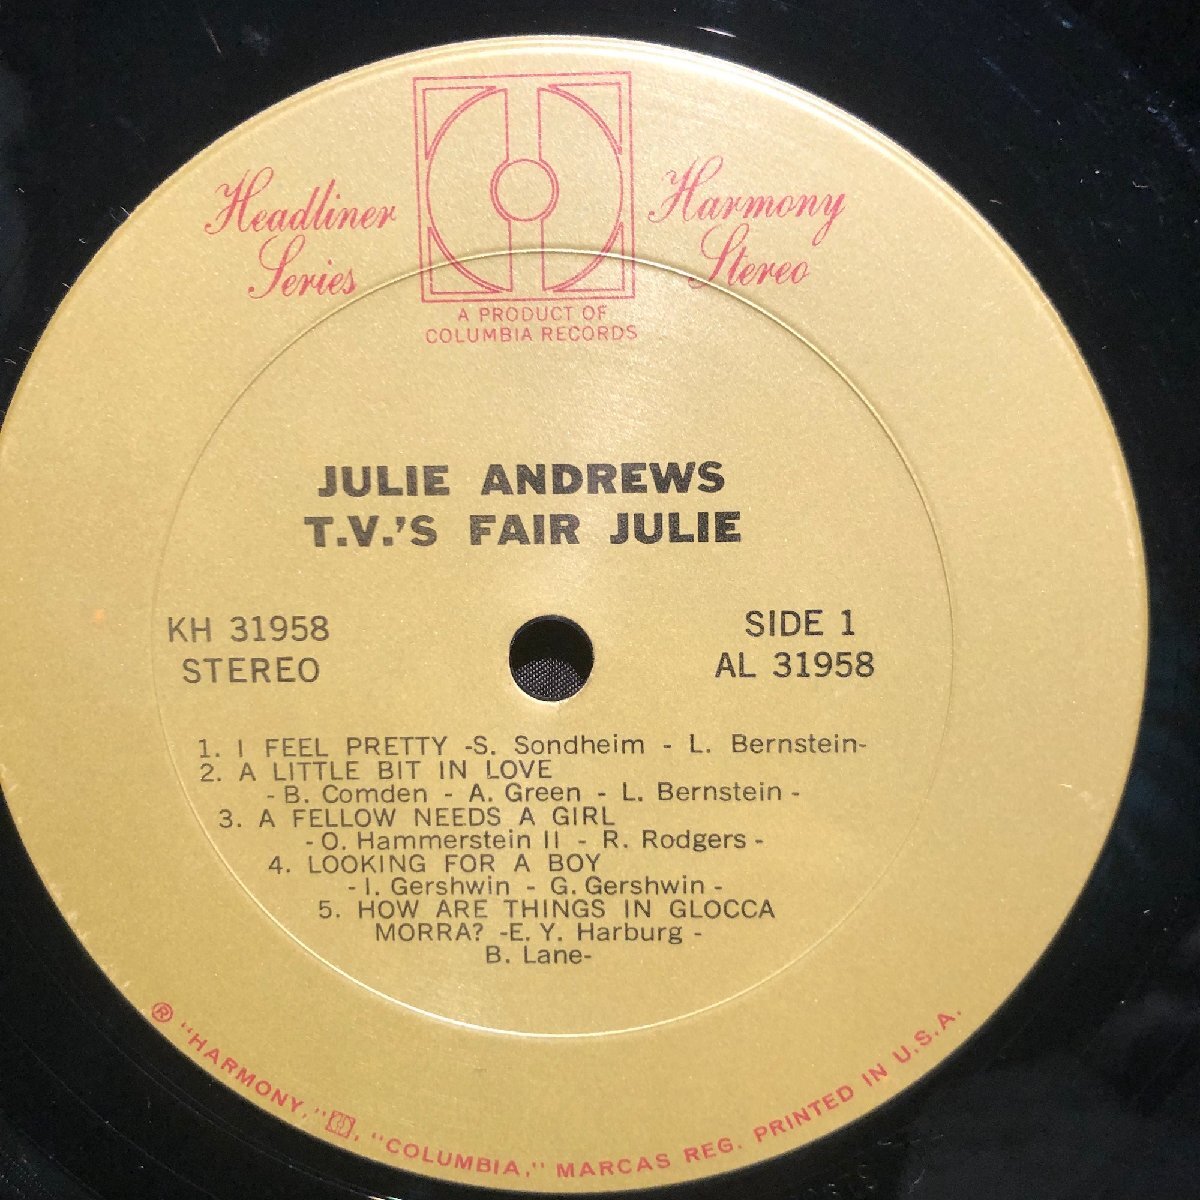 Headliner
Series
Harmony
Stereo
A PRODUCT OF
COLUMBIA RECORDS
JULIE ANDREWS
T.V.'S FAIR JULIE
KH 31958
STEREO
SIDE 1
AL 31958
1. I FEEL PRETTY -S. Sondheim - L. Bernstein-
2. A LITTLE BIT IN LOVE
- B. Comden - A. Green - L. Bernstein -
3. A FELLOW NEEDS A GIRL
- O. Hammerstein II - R. Rodgers -
4. LOOKING FOR A BOY
- I. Gershwin - G. Gershwin -
5. HOW ARE THINGS IN GLOCCA
MORRA? -E. Y. Harburg -
B. Lane-
® "HARMONY," , "COLUMBIA," MARCAS REG. PRINTED IN U.S.A.